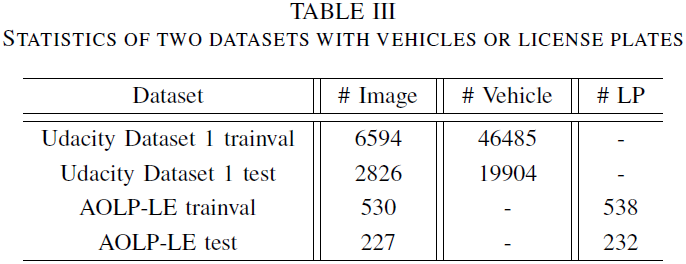 TABLE III
STATISTICS OF TWO DATASETS WITH VEHICLES OR LICENSE PLATES
Dataset # Image # Vehicle # LP
Udacity Dataset 1 trainval 6594 46485 -
Udacity Dataset 1 test 2826 19904 -
AOLP-LE trainval 530 - 538
AOLP-LE test 227 - 232